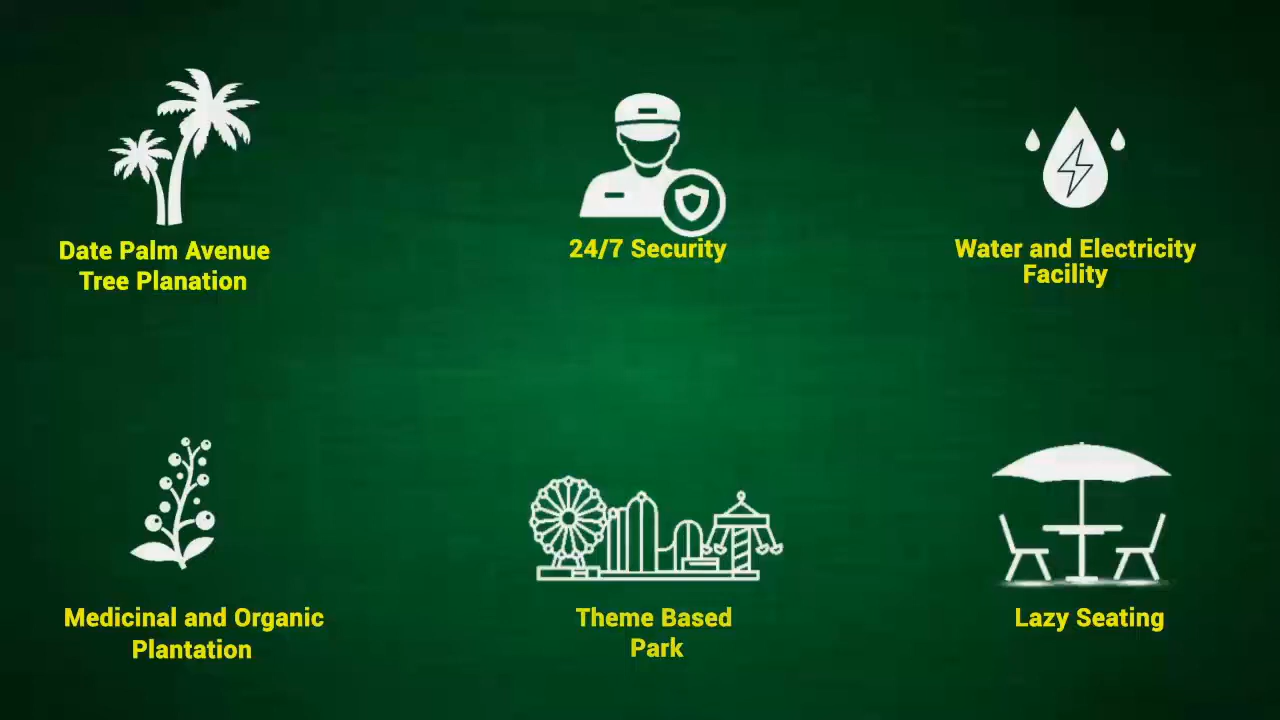 Date Palm Avenue
Tree Planation
24/7 Security
Water and Electricity
Facility
Medicinal and Organic
Plantation
Theme Based
Park
Lazy Seating